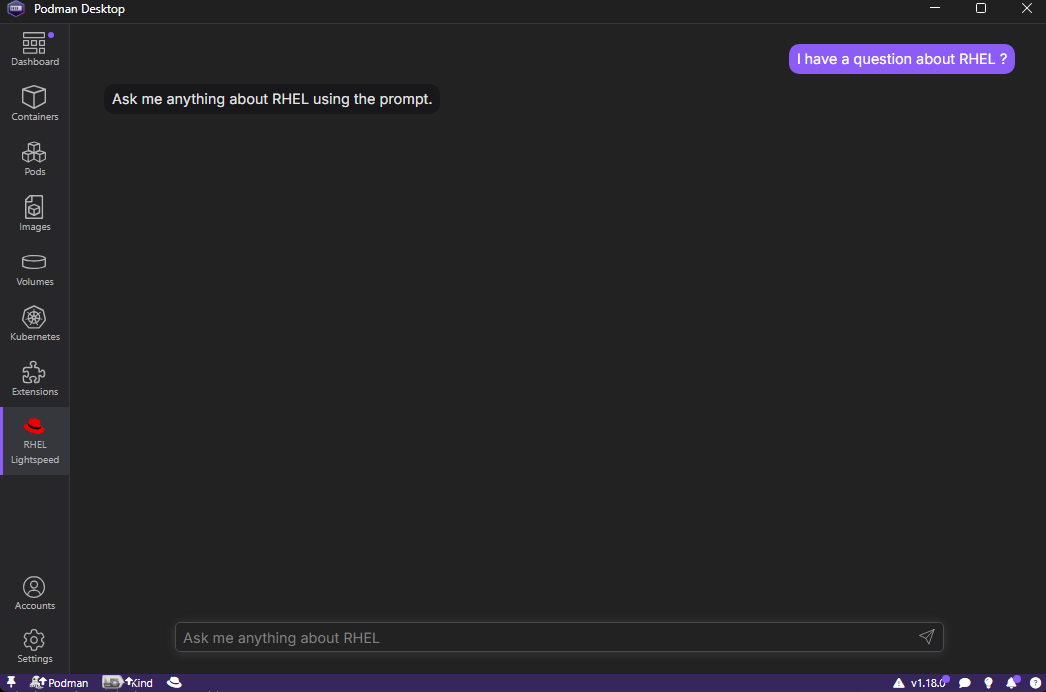 Podman Desktop
Dashboard
Containers
Pods
Images
Volumes
Kubernetes
Extensions
RHEL
Lightspeed
Accounts
Settings
I have a question about RHEL ?
Ask me anything about RHEL using the prompt.
Ask me anything about RHEL
Podman
Kind
v1.18.0